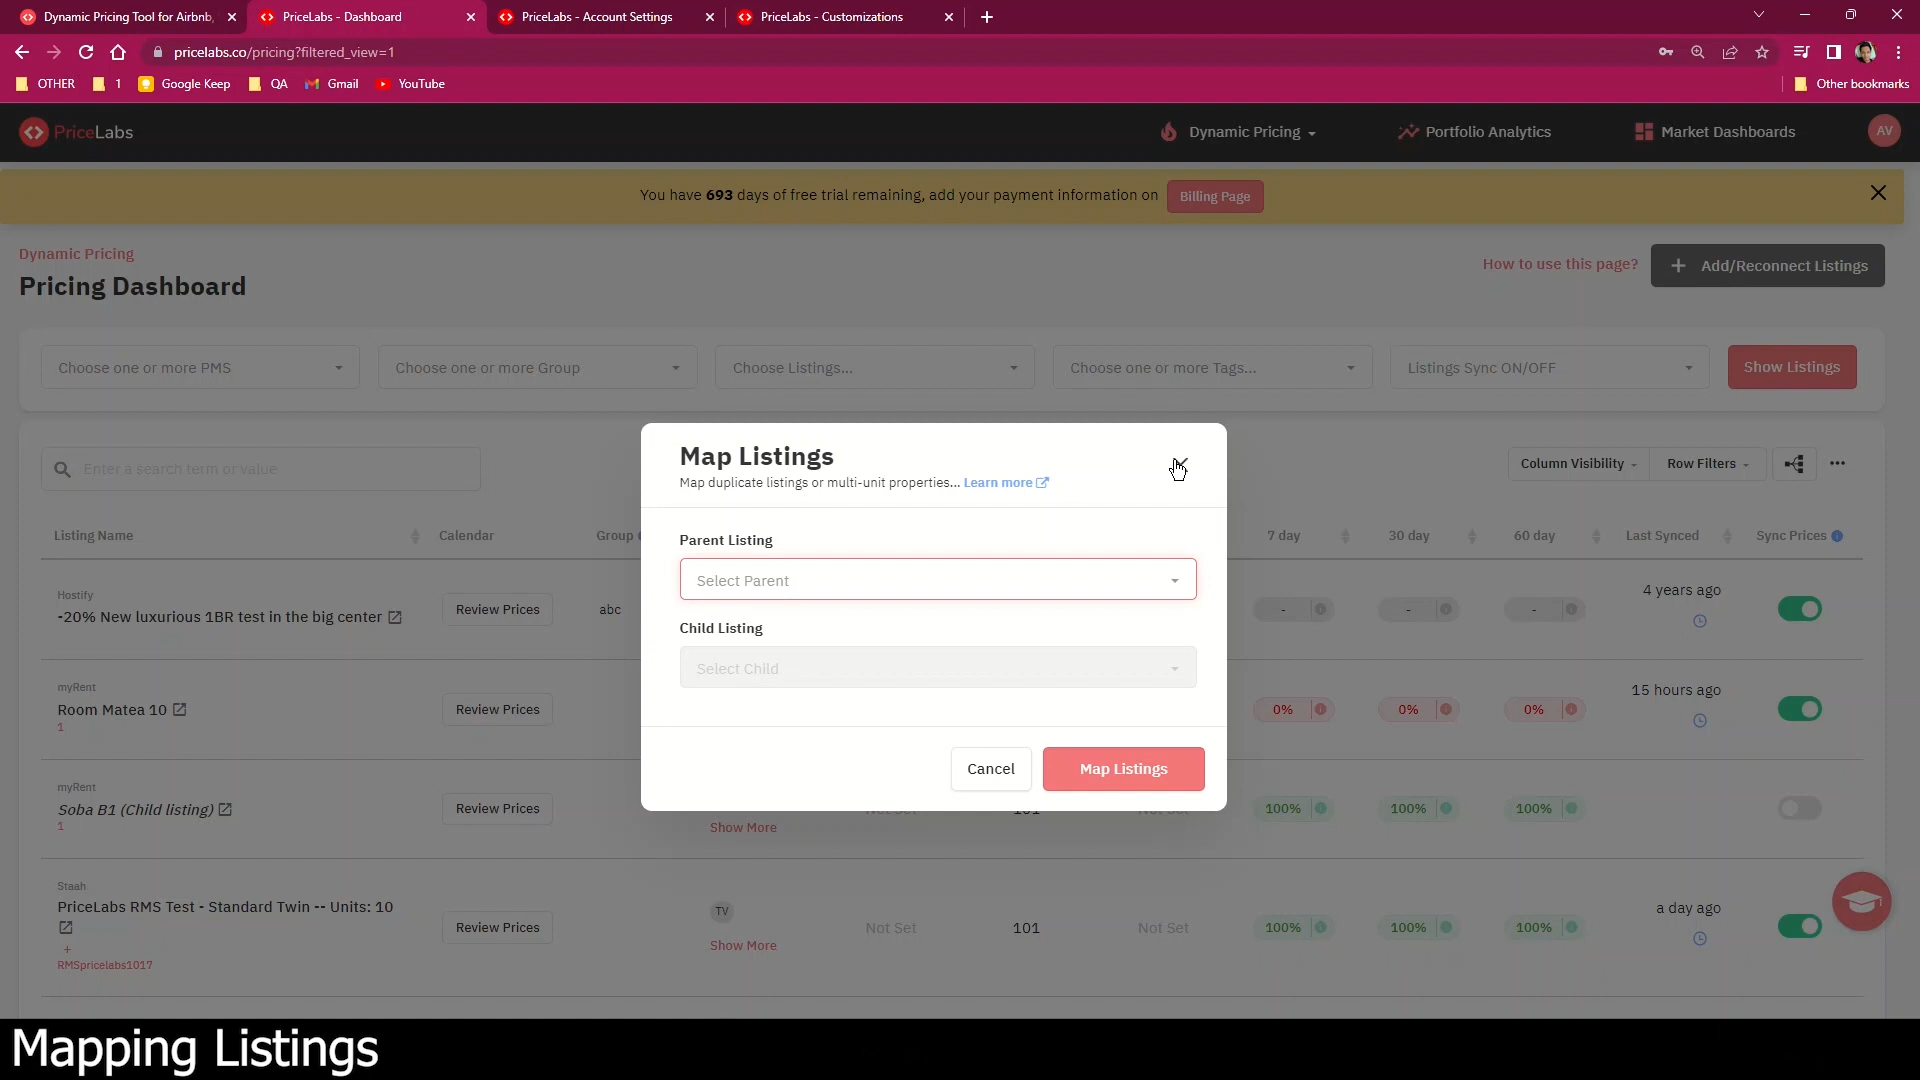 Dynamic Pricing Tool for Airbnb,
PriceLabs - Dashboard
PriceLabs - Account Settings
PriceLabs - Customizations
pricelabs.co/pricing?filtered_view=1
OTHER
1
Google Keep
QA
Gmail
YouTube
Other bookmarks
PriceLabs
Dynamic Pricing
Portfolio Analytics
Market Dashboards
AV
You have 693 days of free trial remaining, add your payment information on
Billing Page
Dynamic Pricing
Pricing Dashboard
How to use this page?
Add/Reconnect Listings
Choose one or more PMS
Choose one or more Group
Choose Listings...
Choose one or more Tags...
Listings Sync ON/OFF
Show Listings
Enter a search term or value
Column Visibility
Row Filters
Map Listings
Map duplicate listings or multi-unit properties... Learn more
Parent Listing
Select Parent
Child Listing
Select Child
Cancel
Map Listings
Listing Name
Calendar
Group
7 day
30 day
60 day
Last Synced
Sync Prices
Hostify
-20% New luxurious 1BR test in the big center
Review Prices
abc
-
-
-
4 years ago
myRent
Room Matea 10
1
Review Prices
0%
0%
0%
15 hours ago
myRent
Soba B1 (Child listing)
1
Review Prices
Show More
Not Set
101
Not Set
100%
100%
100%
Staah
PriceLabs RMS Test - Standard Twin -- Units: 10
+
RMSpricelabs1017
Review Prices
TV
Show More
Not Set
101
Not Set
100%
100%
100%
a day ago
Mapping Listings